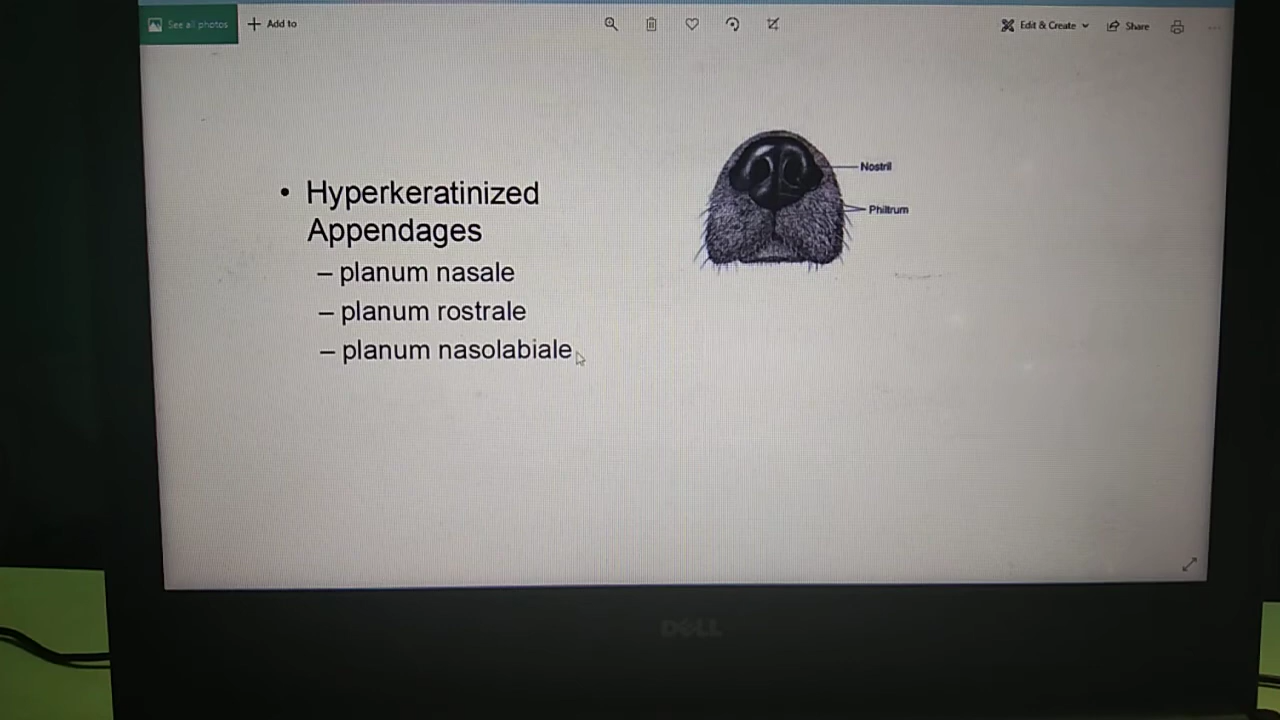 See all photos
Add to
Edit & Create
Share
Nostril
Philtrum
• Hyperkeratinized
Appendages
– planum nasale
– planum rostrale
– planum nasolabiale
DELL